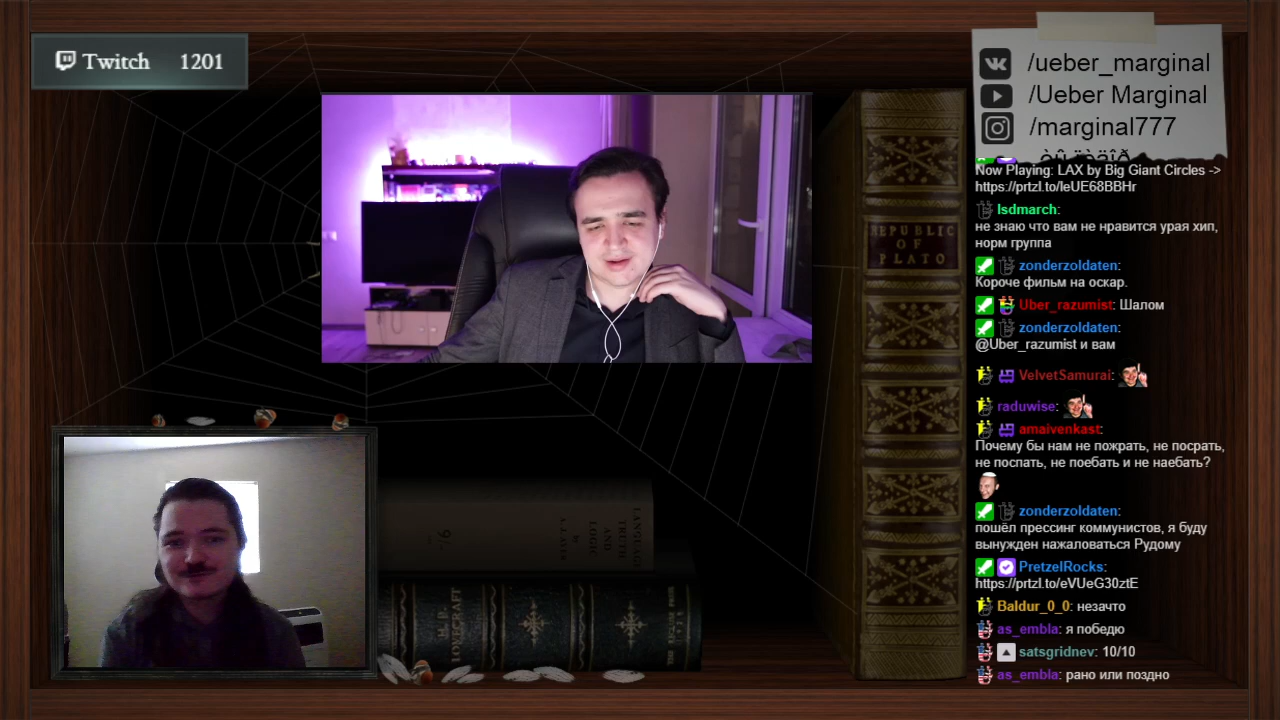 Twitch 1201
/ueber_marginal
/Ueber Marginal
/marginal777
Now Playing: LAX by Big Giant Circles ->
https://prtzl.to/leUE68BBHr
lsdmarch:
не знаю что вам не нравится урая хип,
норм группа
zonderzoldaten:
Короче фильм на оскар.
Uber_razumist: Шалом
zonderzoldaten:
@Uber_razumist и вам
VelvetSamurai:
raduwise:
amaivenkast:
Почему бы нам не пожрать, не посрать,
не поспать, не поебать и не наебать?
zonderzoldaten:
пошёл прессинг коммунистов, я буду
вынужден нажаловаться Рудому
PretzelRocks:
https://prtzl.to/eVUeG30ztE
Baldur_0_0: незачто
as_embla: я победю
satsgridnev: 10/10
as_embla: рано или поздно
REPUBLIC
OF
PLATO
LANGUAGE
TRUTH
AND
LOGIC
H.P.
LOVECRAFT